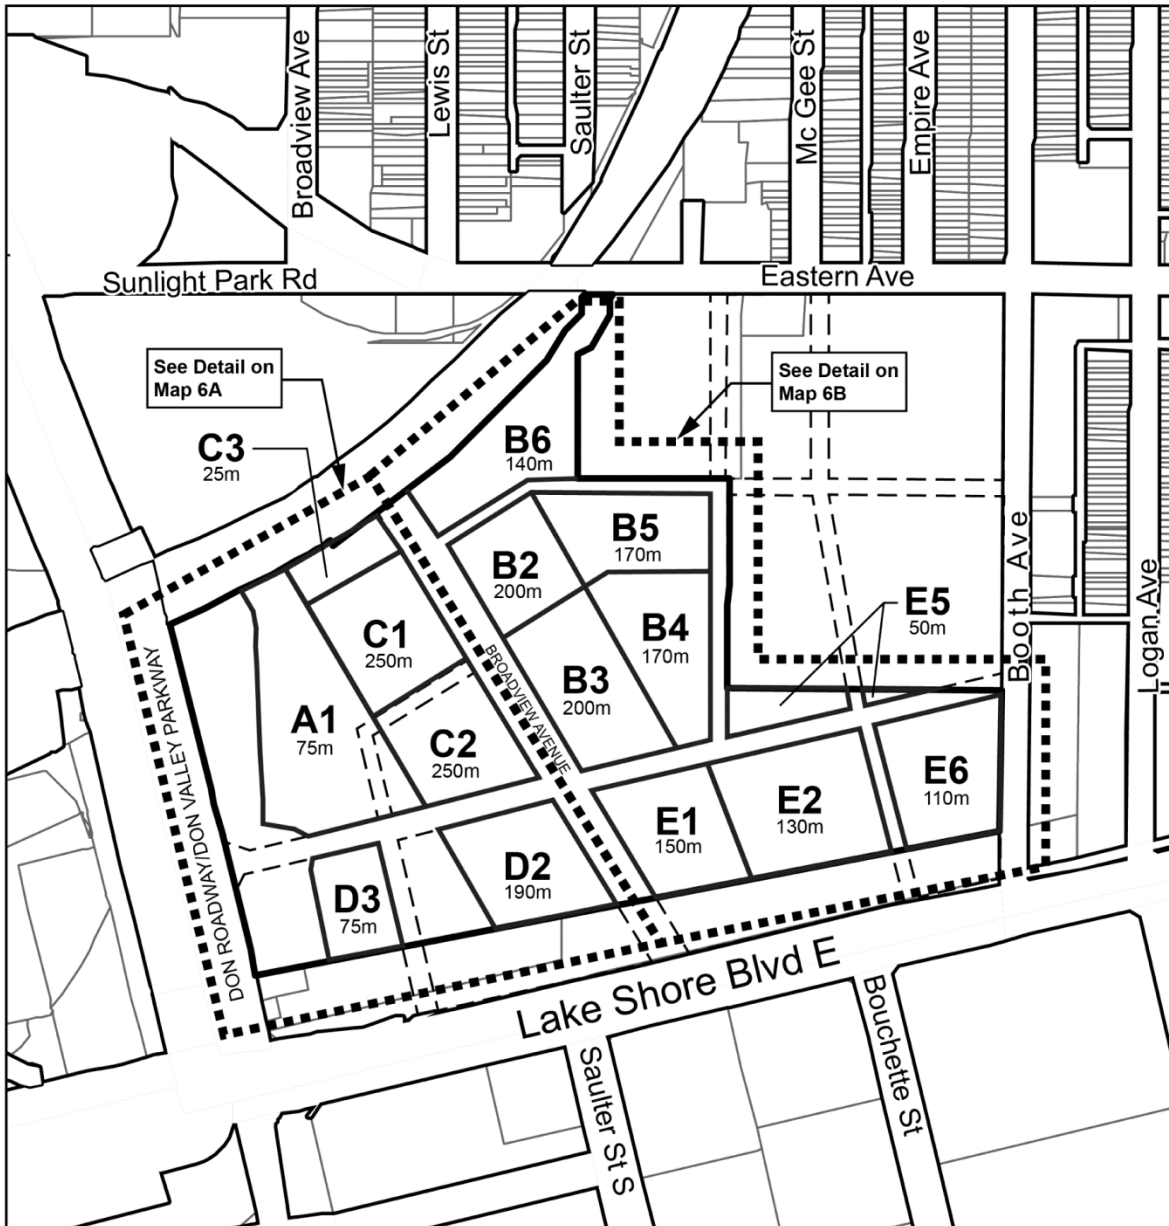 Broadview Ave
Lewis St
Saulter St
Mc Gee St
Empire Ave
Sunlight Park Rd
Eastern Ave
See Detail on
Map 6A
See Detail on
Map 6B
C3
25m
B6
140m
B5
170m
B2
200m
Booth Ave
Logan Ave
E5
50m
C1
250m
B4
170m
B3
200m
BROADVIEW AVENUE
A1
75m
C2
250m
DON ROADWAY/DON VALLEY PARKWAY
E6
110m
E2
130m
E1
150m
D2
190m
D3
75m
Lake Shore Blvd E
Saulter St S
Bouchette St